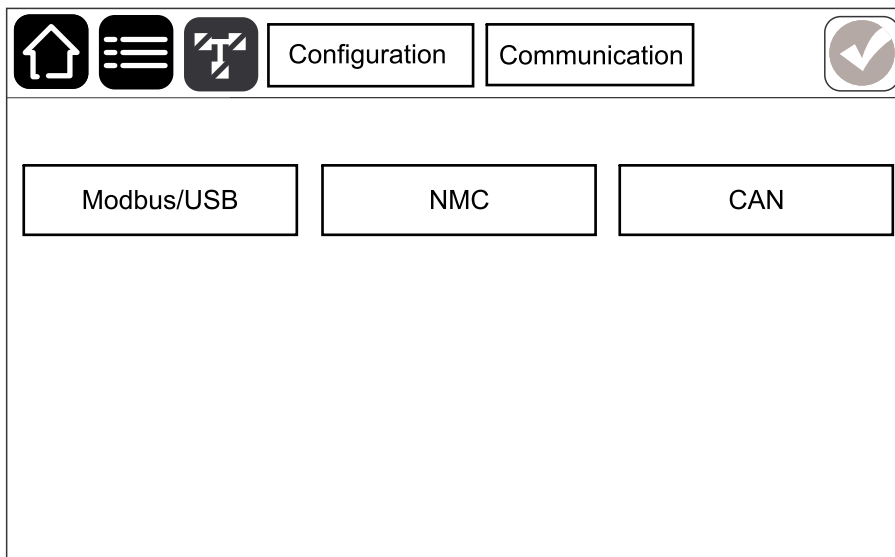 Configuration
Communication
Modbus/USB
NMC
CAN